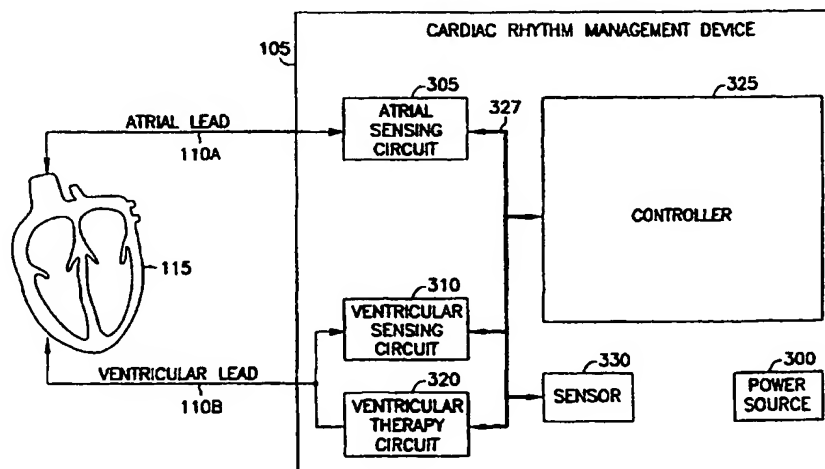 CARDIAC RHYTHM MANAGEMENT DEVICE
105
305
327
325
ATRIAL LEAD
110A
ATRIAL
SENSING
CIRCUIT
CONTROLLER
115
310
VENTRICULAR
SENSING
CIRCUIT
VENTRICULAR LEAD
110B
320
VENTRICULAR
THERAPY
CIRCUIT
330
SENSOR
300
POWER
SOURCE